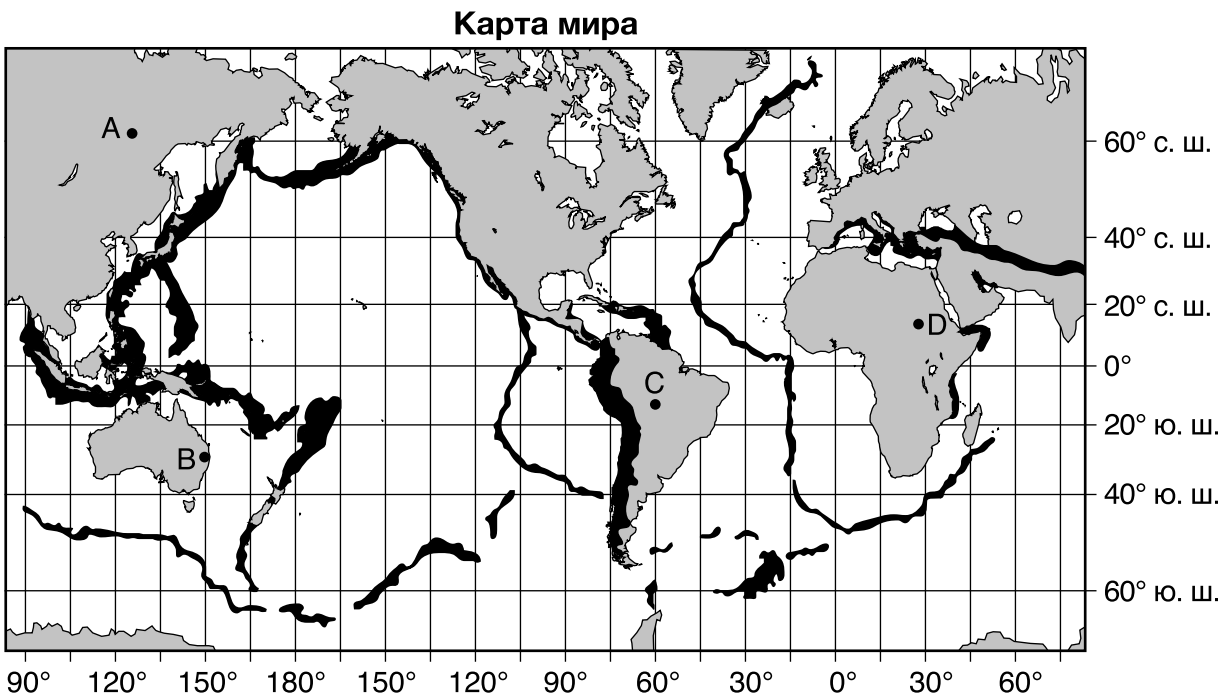 Карта мира
A
60° с. ш.
40° с. ш.
20° с. ш.
D
0°
C
20° ю. ш.
B
40° ю. ш.
60° ю. ш.
90° 120° 150° 180° 150° 120° 90° 60° 30° 0° 30° 60°